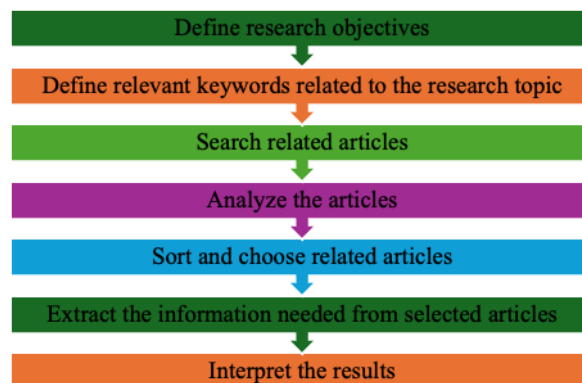 Define research objectives
Define relevant keywords related to the research topic
Search related articles
Analyze the articles
Sort and choose related articles
Extract the information needed from selected articles
Interpret the results